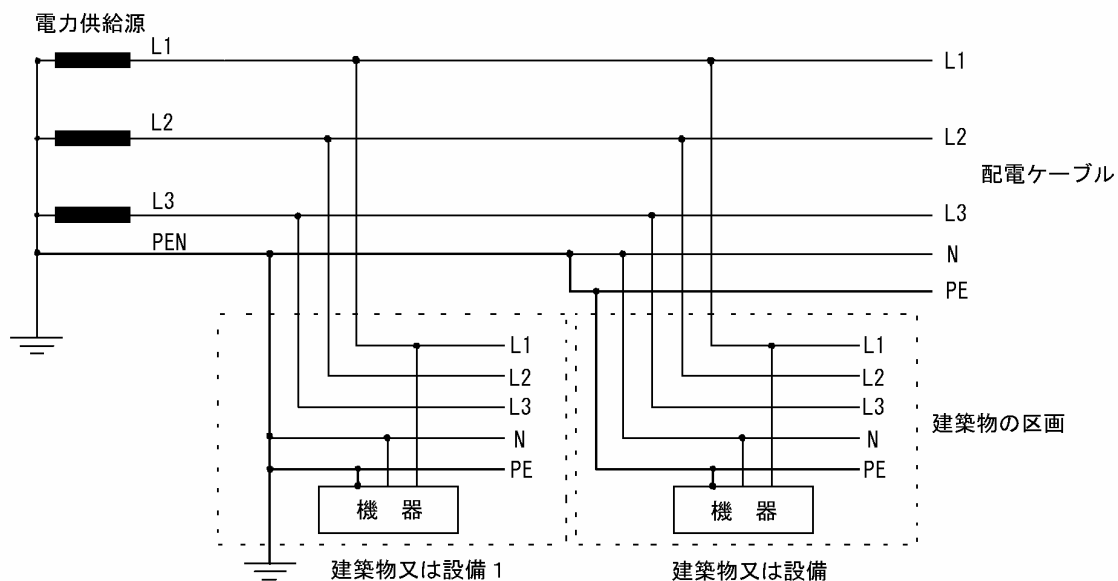 電力供給源
L1
L1
L2
L2
配電ケーブル
L3
L3
PEN
N
PE
L1
L2
L3
N
PE
機 器
建築物又は設備1
L1
L2
L3
N
PE
機 器
建築物又は設備
建築物の区画